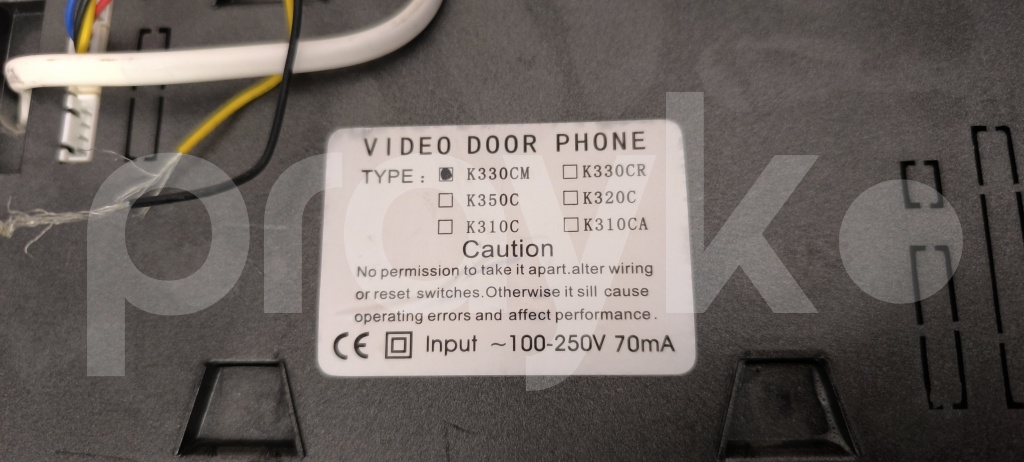 VIDEO DOOR PHONE
TYPE : K330CM K330CR
K350C K320C
K310C K310CA
Caution
No permission to take it apart.alter wiring
or reset switches.Otherwise it sill cause
operating errors and affect performance.
CE Input ~100-250V 70mA
prayk